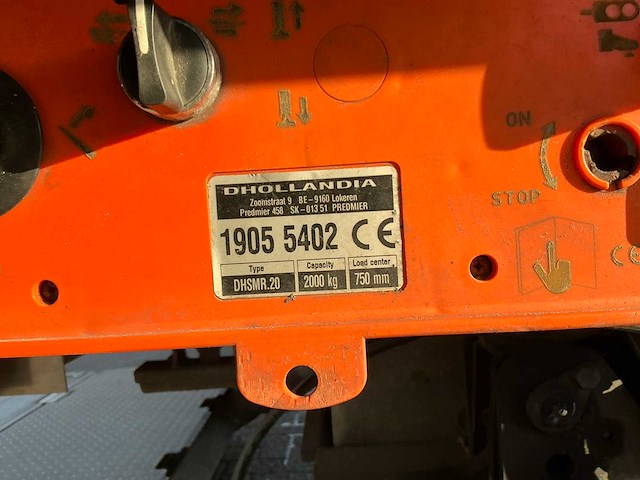 ON
STOP
DHOLLANDIA
Zoomstraat 9 BE-9160 Lokeren
Predmier 458 SK-013 51 PREDMIER
1905 5402 CE
Type Capacity Load center
DHSMR.20 2000 kg 750 mm
CE